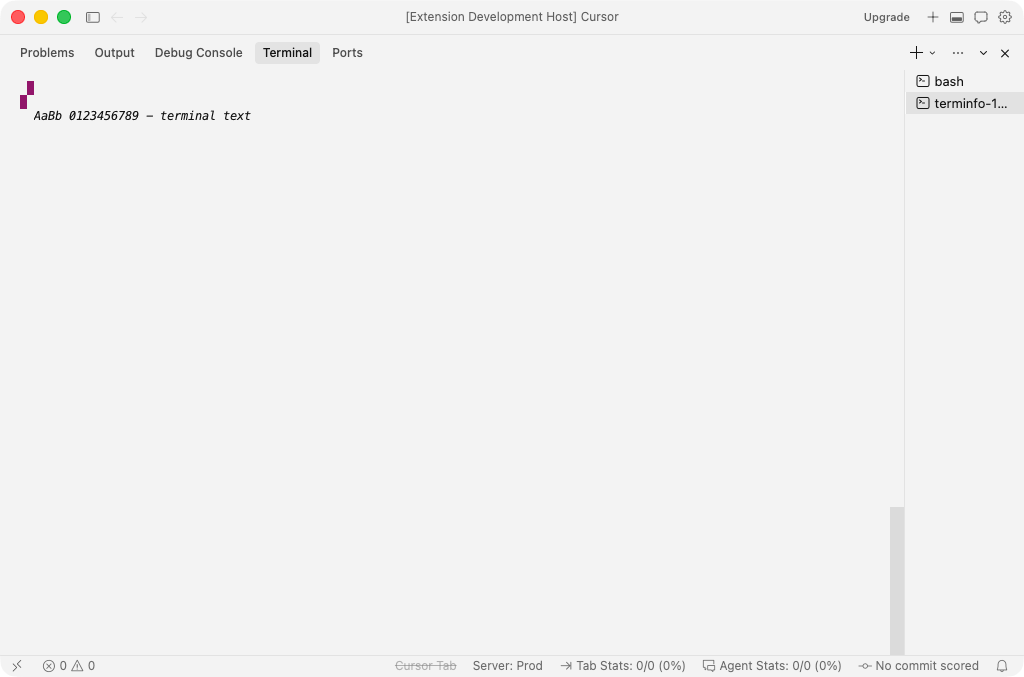 [Extension Development Host] Cursor
Upgrade
Problems
Output
Debug Console
Terminal
Ports
bash
terminfo-1...
AaBb 0123456789 — terminal text
0
0
Cursor Tab
Server: Prod
Tab Stats: 0/0 (0%)
Agent Stats: 0/0 (0%)
No commit scored